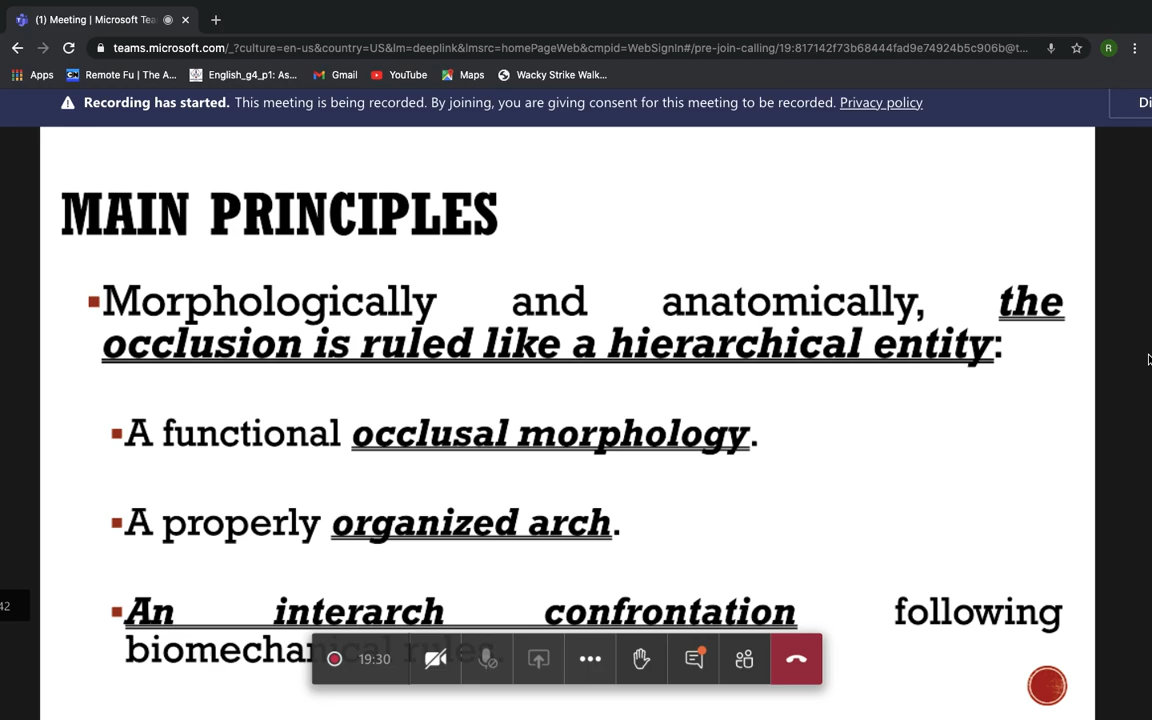 (1) Meeting | Microsoft Tea
teams.microsoft.com/_?culture=en-us&country=US&lm=deeplink&lmsrc=homePageWeb&cmpid=WebSignIn#/pre-join-calling/19:817142f73b68444fad9e74924b5c906b@t...
R
Apps Remote Fu | The A... English_g4_p1: As... Gmail YouTube Maps Wacky Strike Walk...
Recording has started. This meeting is being recorded. By joining, you are giving consent for this meeting to be recorded. Privacy policy
Di
MAIN PRINCIPLES
Morphologically and anatomically, the
occlusion is ruled like a hierarchical entity:
A functional occlusal morphology.
A properly organized arch.
42
An interarch confrontation following
biomechanical rules.
19:30